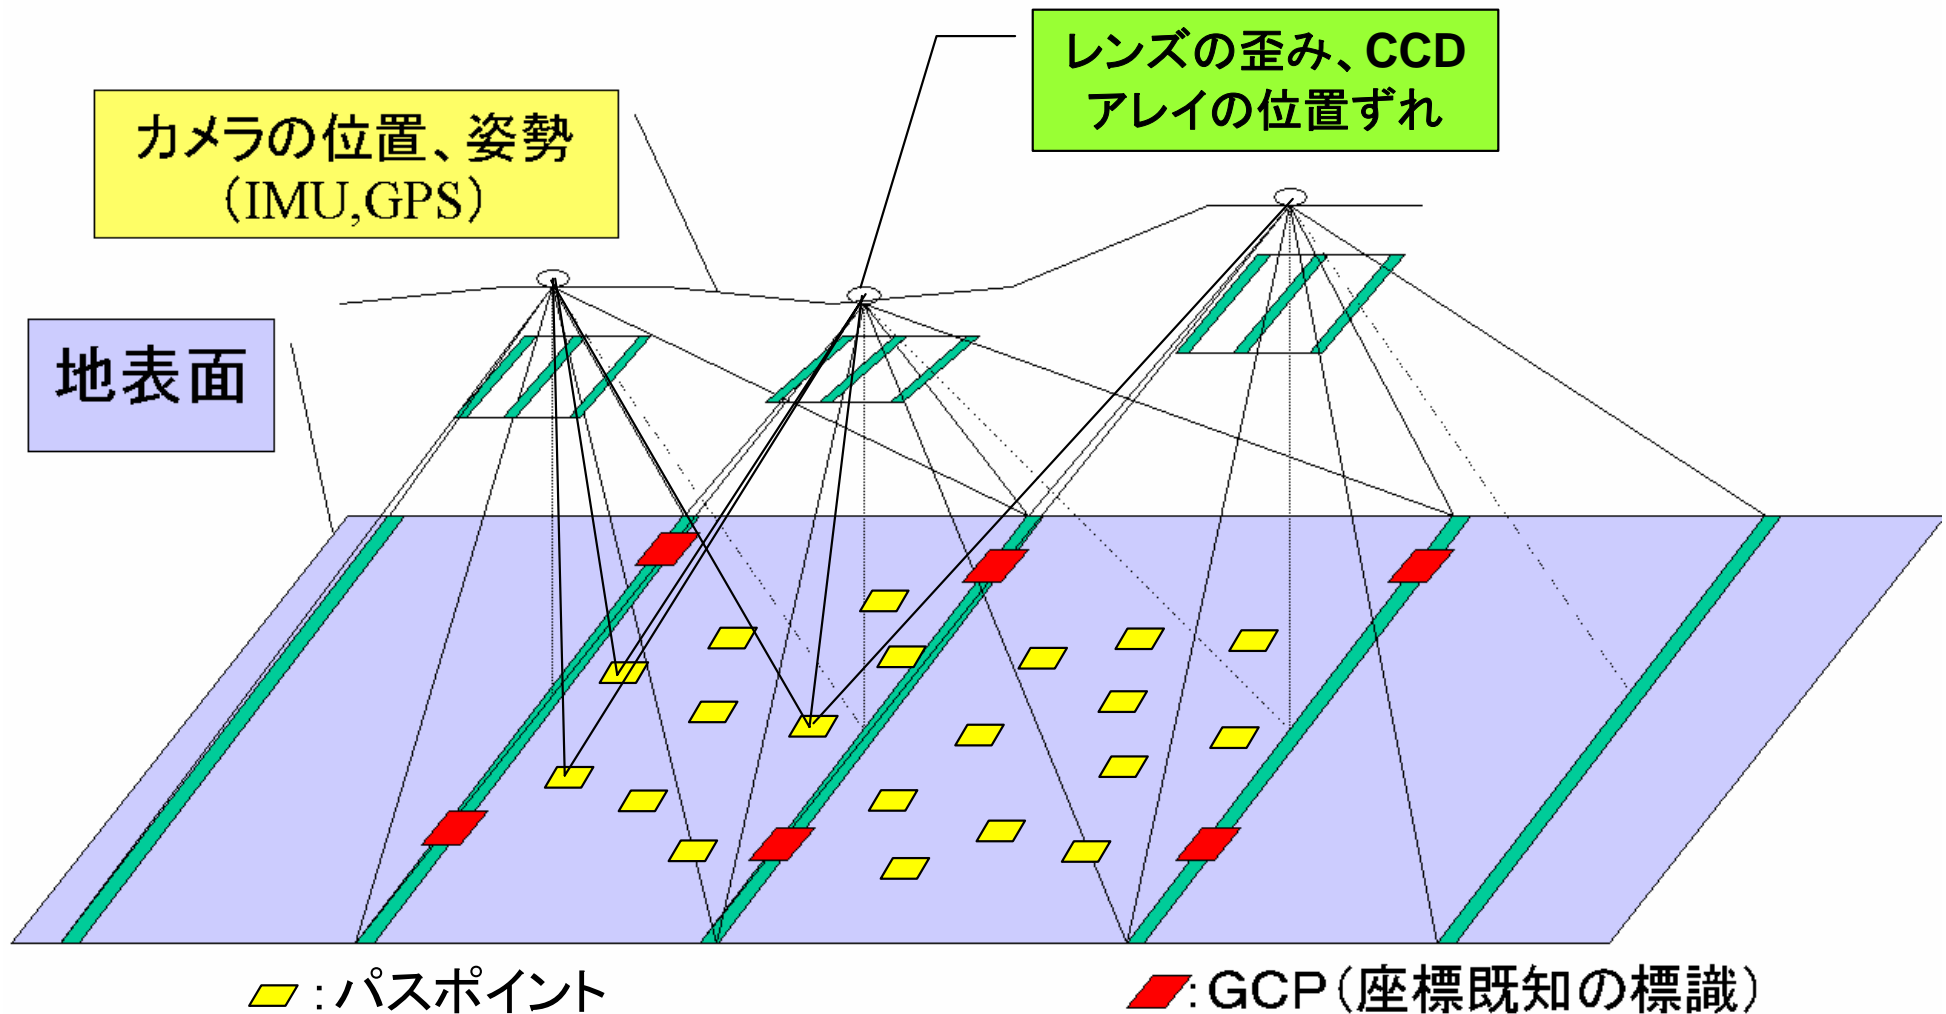 レンズの歪み、CCD
アレイの位置ずれ
カメラの位置、姿勢
（IMU,GPS）
地表面
：パスポイント
：GCP（座標既知の標識）